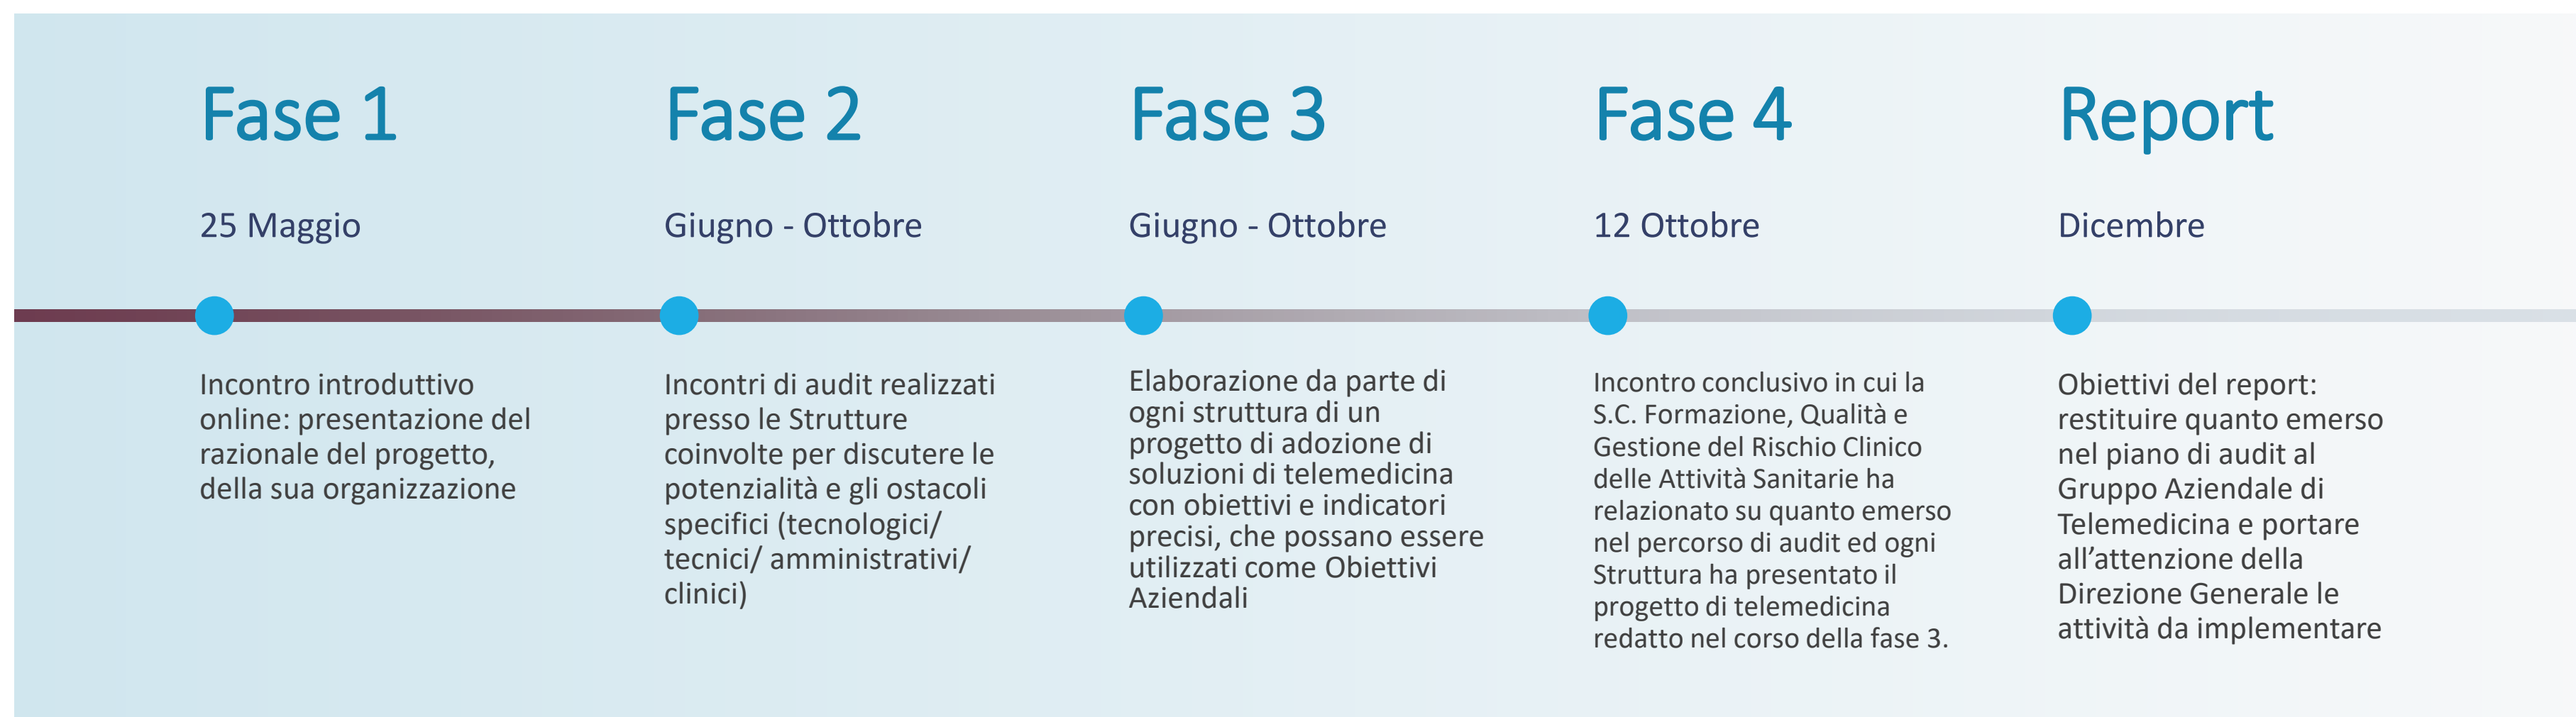 Fase 1
25 Maggio
Incontro introduttivo
online: presentazione del
razionale del progetto,
della sua organizzazione
Fase 2
Giugno - Ottobre
Incontri di audit realizzati
presso le Strutture
coinvolte per discutere le
potenzialità e gli ostacoli
specifici (tecnologici/
tecnici/ amministrativi/
clinici)
Fase 3
Giugno - Ottobre
Elaborazione da parte di
ogni struttura di un
progetto di adozione di
soluzioni di telemedicina
con obiettivi e indicatori
precisi, che possano essere
utilizzati come Obiettivi
Aziendali
Fase 4
12 Ottobre
Incontro conclusivo in cui la
S.C. Formazione, Qualità e
Gestione del Rischio Clinico
delle Attività Sanitarie ha
relazionato su quanto emerso
nel percorso di audit ed ogni
Struttura ha presentato il
progetto di telemedicina
redatto nel corso della fase 3.
Report
Dicembre
Obiettivi del report:
restituire quanto emerso
nel piano di audit al
Gruppo Aziendale di
Telemedicina e portare
all’attenzione della
Direzione Generale le
attività da implementare